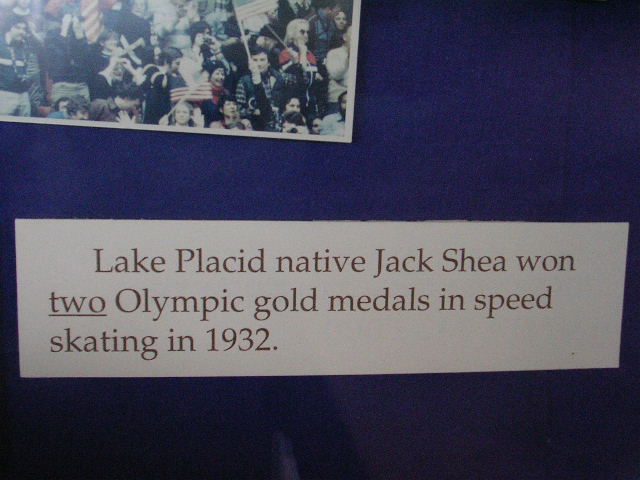 Lake Placid native Jack Shea won
two Olympic gold medals in speed
skating in 1932.